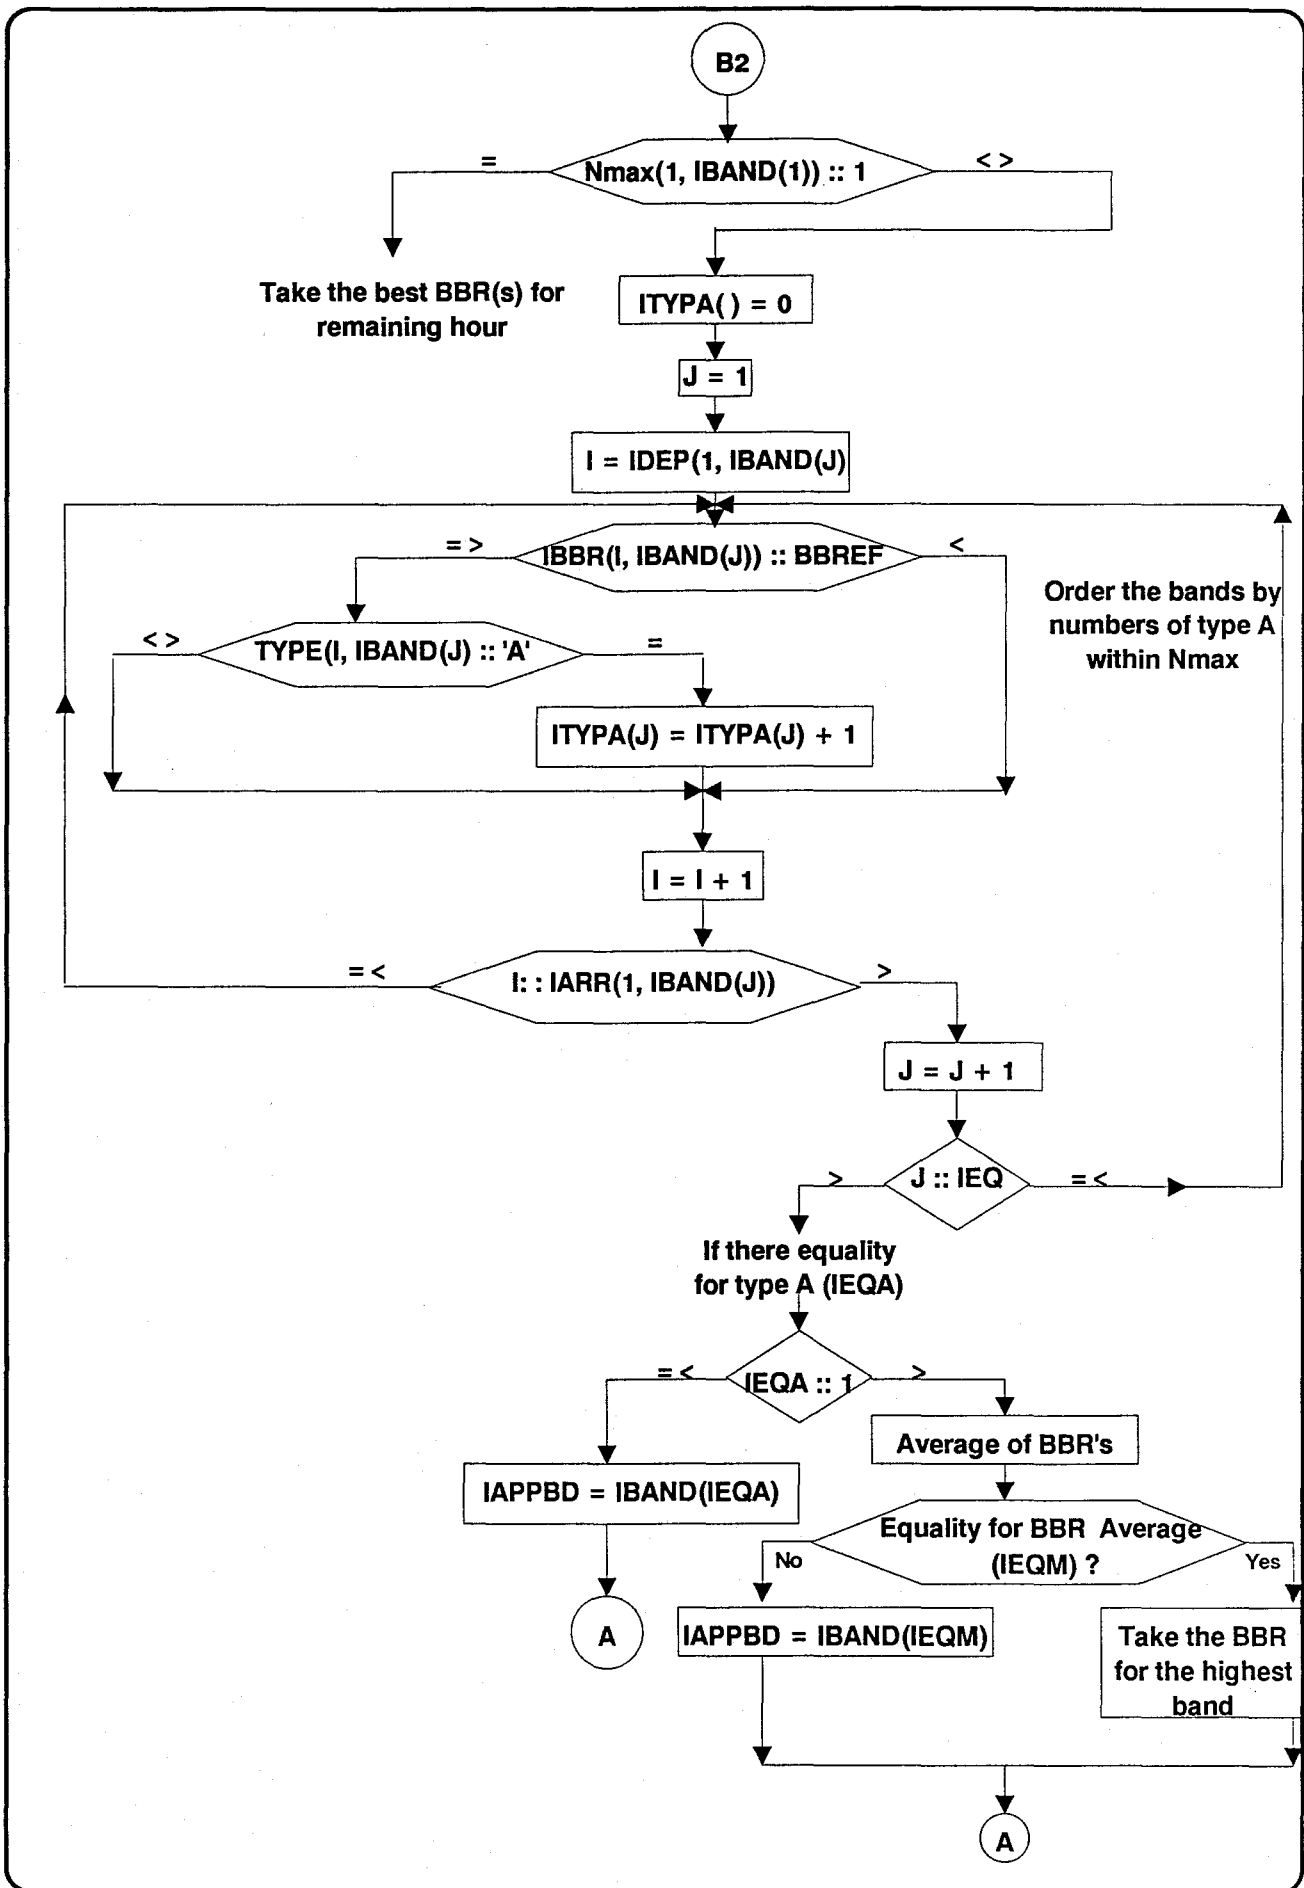 B2
=
Nmax(1, IBAND(1)) :: 1
< >
Take the best BBR(s) for
remaining hour
ITYPA( ) = 0
J = 1
I = IDEP(1, IBAND(J)
= >
IBBR(I, IBAND(J)) :: BBREF
<
Order the bands by
numbers of type A
within Nmax
< >
TYPE(I, IBAND(J) :: 'A'
=
ITYPA(J) = ITYPA(J) + 1
I = I + 1
= <
I: : IARR(1, IBAND(J))
>
J = J + 1
>
J :: IEQ
= <
If there equality
for type A (IEQA)
= <
IEQA :: 1
>
Average of BBR's
IAPPBD = IBAND(IEQA)
Equality for BBR Average
(IEQM) ?
No
Yes
A
IAPPBD = IBAND(IEQM)
Take the BBR
for the highest
band
A